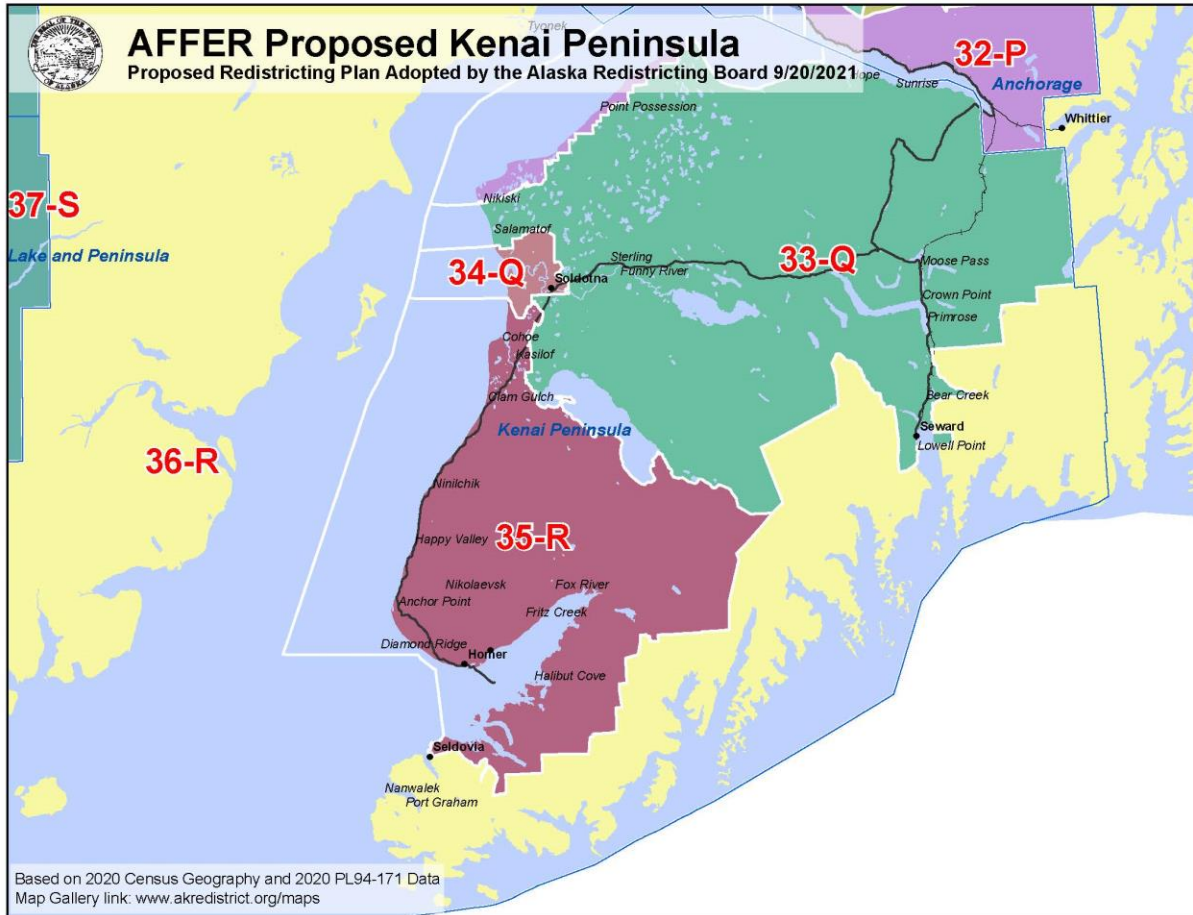 Tyonek
AFFER Proposed Kenai Peninsula
Proposed Redistricting Plan Adopted by the Alaska Redistricting Board 9/20/2021
32-P
Hope
Sunrise
Anchorage
Point Possession
Whittier
37-S
Nikiski
Lake and Peninsula
Salamatof
34-Q
Sterling
Funny River
33-Q
Moose Pass
Soldotna
Crown Point
Primrose
Cohoe
Kasilof
Clam Gulch
Bear Creek
Kenai Peninsula
Seward
Lowell Point
36-R
Ninilchik
35-R
Happy Valley
Nikolaevsk
Fox River
Anchor Point
Fritz Creek
Diamond Ridge
Homer
Halibut Cove
Seldovia
Nanwalek
Port Graham
Based on 2020 Census Geography and 2020 PL94-171 Data
Map Gallery link: www.akredistrict.org/maps